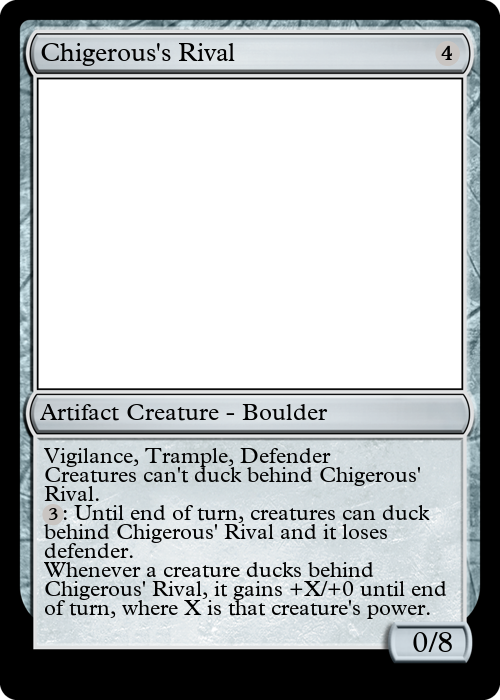 Chigerous's Rival
4
Artifact Creature - Boulder
Vigilance, Trample, Defender
Creatures can't duck behind Chigerous'
Rival.
3: Until end of turn, creatures can duck
behind Chigerous' Rival and it loses
defender.
Whenever a creature ducks behind
Chigerous' Rival, it gains +X/+0 until end
of turn, where X is that creature's power.
0/8